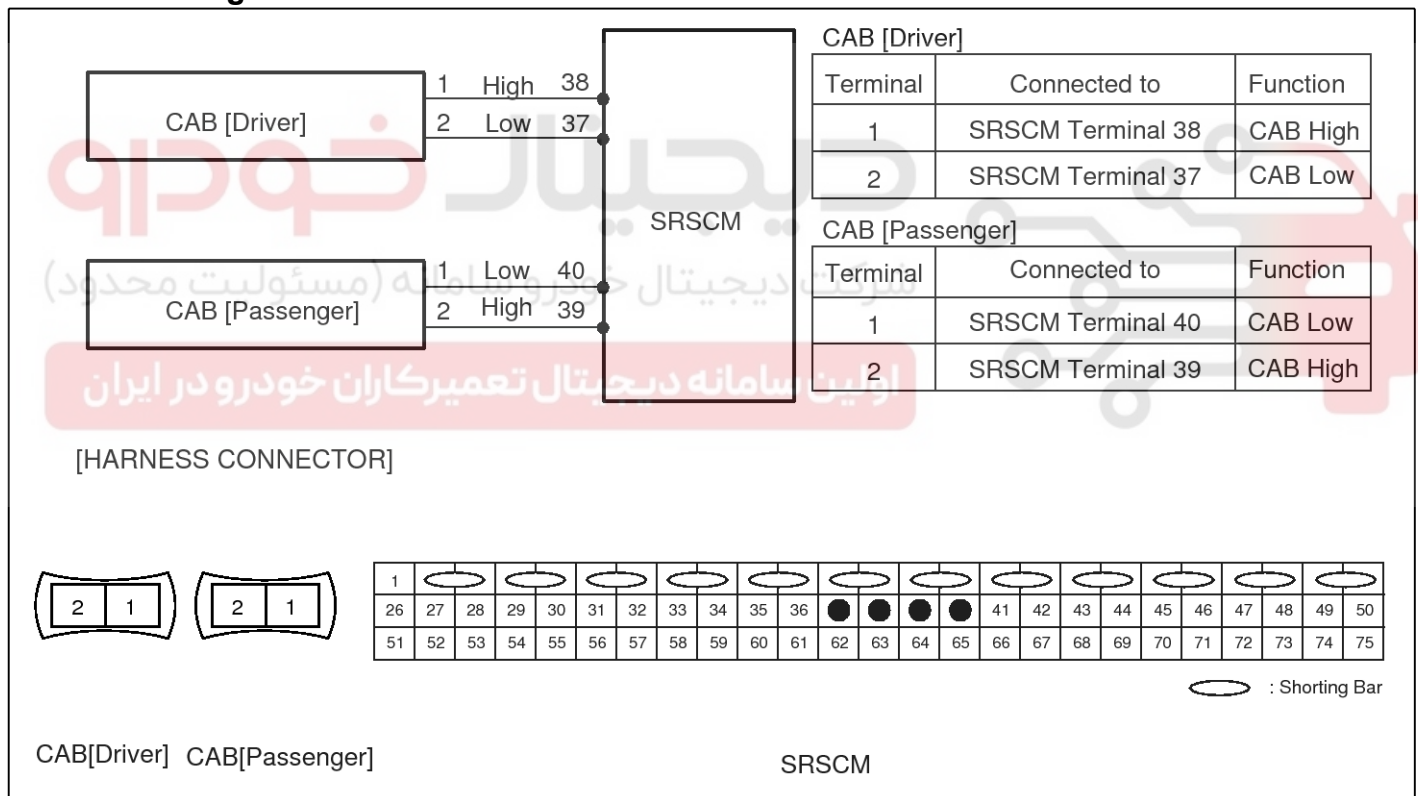 CAB [Driver]
1 High 38
2 Low 37
CAB [Passenger]
1 Low 40
2 High 39
SRSCM
CAB [Driver]
Terminal Connected to Function
1 SRSCM Terminal 38 CAB High
2 SRSCM Terminal 37 CAB Low
CAB [Passenger]
Terminal Connected to Function
1 SRSCM Terminal 40 CAB Low
2 SRSCM Terminal 39 CAB High
دیجیتال خودرو
شرکت دیجیتال خودرو سامانه (مسئولیت محدود)
اولین سامانه دیجیتال تعمیرکاران خودرو در ایران
[HARNESS CONNECTOR]
2 1
2 1
1
26 27 28 29 30 31 32 33 34 35 36 41 42 43 44 45 46 47 48 49 50
51 52 53 54 55 56 57 58 59 60 61 62 63 64 65 66 67 68 69 70 71 72 73 74 75
: Shorting Bar
CAB[Driver] CAB[Passenger]
SRSCM